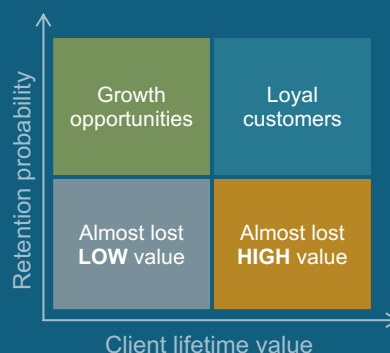 Retention probability
Growth
opportunities
Loyal
customers
Almost lost
LOW value
Almost lost
HIGH value
Client lifetime value